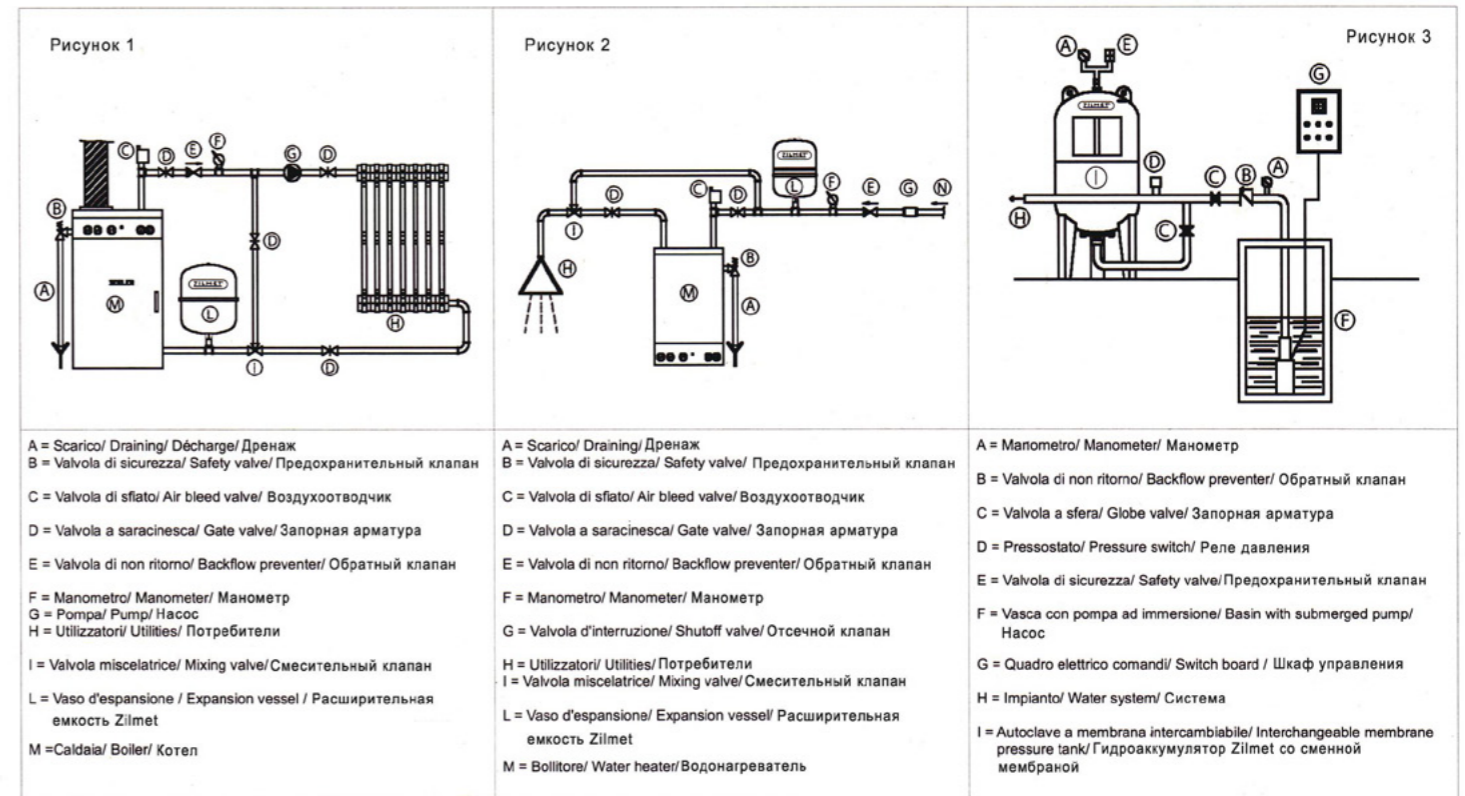 Рисунок 1
C
D
E
F
G
D
B
D
ZILMET
A
BOILER
M
L
H
I
D
A = Scarico/ Draining/ Décharge/ Дренаж
B = Valvola di sicurezza/ Safety valve/ Предохранительный клапан
C = Valvola di sfiato/ Air bleed valve/ Воздухоотводчик
D = Valvola a saracinesca/ Gate valve/ Запорная арматура
E = Valvola di non ritorno/ Backflow preventer/ Обратный клапан
F = Manometro/ Manometer/ Манометр
G = Pompa/ Pump/ Насос
H = Utilizzatori/ Utilities/ Потребители
I = Valvola miscelatrice/ Mixing valve/ Смесительный клапан
L = Vaso d'espansione / Expansion vessel / Расширительная
емкость Zilmet
M =Caldaia/ Boiler/ Котел
Рисунок 2
ZILMET
L
C
D
D
F
E
G
N
I
H
B
M
A
A = Scarico/ Draining/ Дренаж
B = Valvola di sicurezza/ Safety valve/ Предохранительный клапан
C = Valvola di sfiato/ Air bleed valve/ Воздухоотводчик
D = Valvola a saracinesca/ Gate valve/ Запорная арматура
E = Valvola di non ritorno/ Backflow preventer/ Обратный клапан
F = Manometro/ Manometer/ Манометр
G = Valvola d'interruzione/ Shutoff valve/ Отсечной клапан
H = Utilizzatori/ Utilities/ Потребители
I = Valvola miscelatrice/ Mixing valve/ Смесительный клапан
L = Vaso d'espansione/ Expansion vessel/ Расширительная
емкость Zilmet
M = Bollitore/ Water heater/ Водонагреватель
Рисунок 3
A
E
G
ZILMET
I
D
C
B
A
H
C
F
A = Manometro/ Manometer/ Манометр
B = Valvola di non ritorno/ Backflow preventer/ Обратный клапан
C = Valvola a sfera/ Globe valve/ Запорная арматура
D = Pressostato/ Pressure switch/ Реле давления
E = Valvola di sicurezza/ Safety valve/ Предохранительный клапан
F = Vasca con pompa ad immersione/ Basin with submerged pump/
Насос
G = Quadro elettrico comandi/ Switch board / Шкаф управления
H = Impianto/ Water system/ Система
I = Autoclave a membrana intercambiabile/ Interchangeable membrane
pressure tank/ Гидроаккумулятор Zilmet со сменной
мембраной